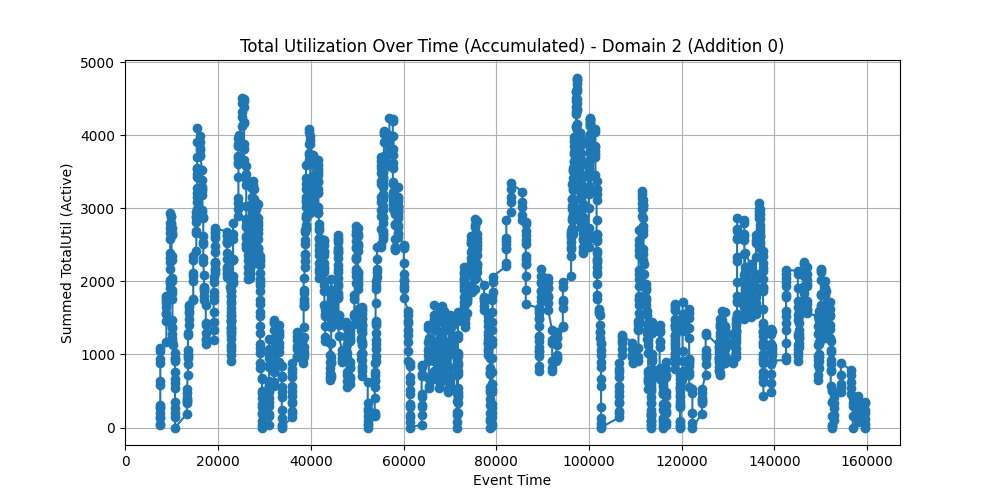 Total Utilization Over Time (Accumulated) - Domain 2 (Addition 0)
Summed TotalUtil (Active)
5000
4000
3000
2000
1000
0
0 20000 40000 60000 80000 100000 120000 140000 160000
Event Time